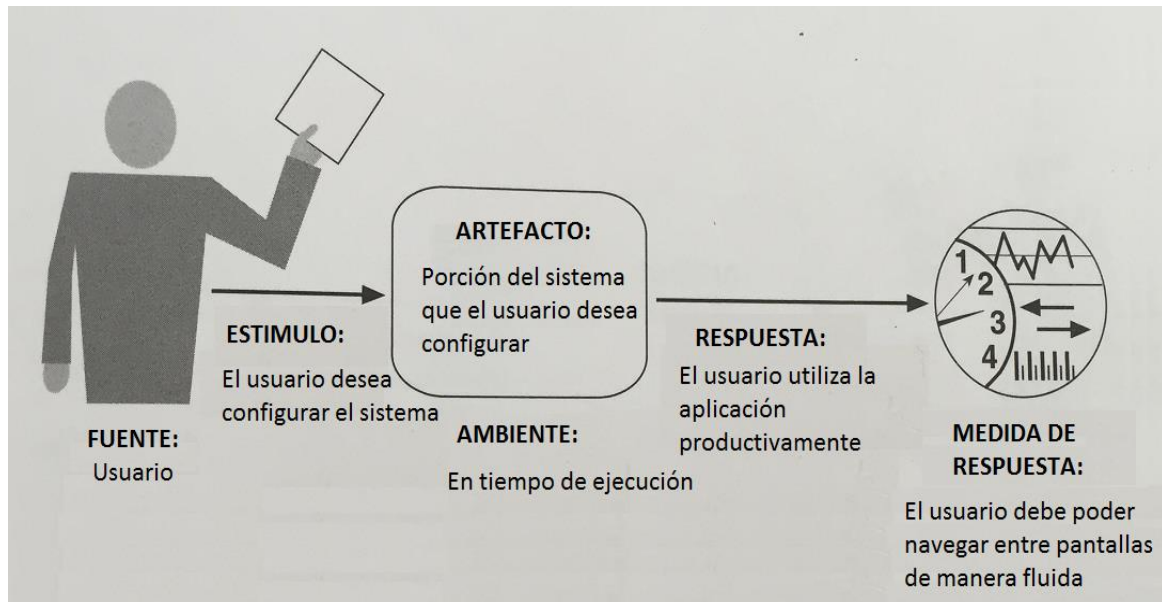 ARTEFACTO:
Porción del sistema
que el usuario desea
configurar
ESTIMULO:
El usuario desea
configurar el sistema
FUENTE:
Usuario
AMBIENTE:
En tiempo de ejecución
RESPUESTA:
El usuario utiliza la
aplicación
productivamente
1
2
3
4
MEDIDA DE
RESPUESTA:
El usuario debe poder
navegar entre pantallas
de manera fluida